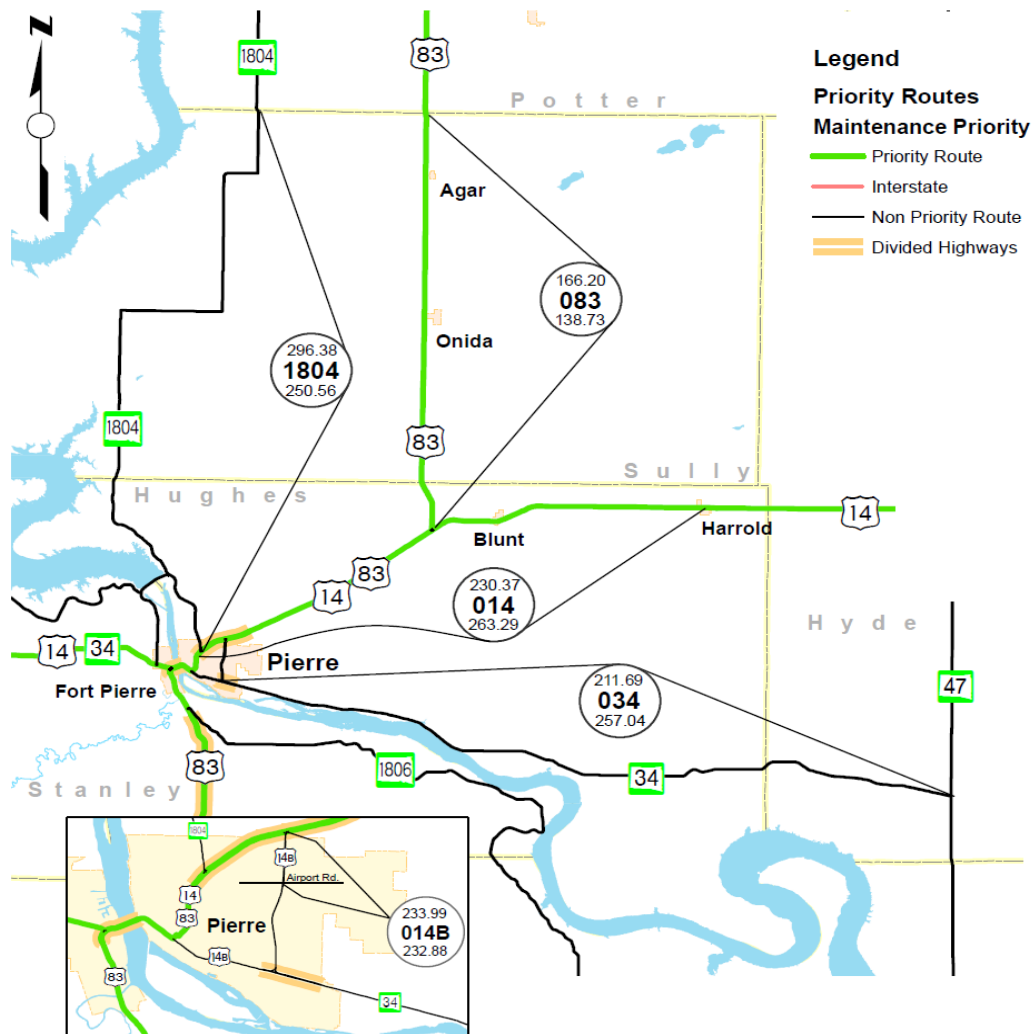 N
1804
83
Potter
Agar
166.20
083
138.73
Onida
296.38
1804
250.56
1804
83
Sully
Hughes
14
Harrold
Blunt
83
14
230.37
014
263.29
Hyde
14
34
Pierre
Fort Pierre
211.69
034
257.04
47
83
1806
34
Stanley
Legend
Priority Routes
Maintenance Priority
Priority Route
Interstate
Non Priority Route
Divided Highways
1804
14B
Airport Rd.
14
83
Pierre
233.99
014B
232.88
14B
83
34